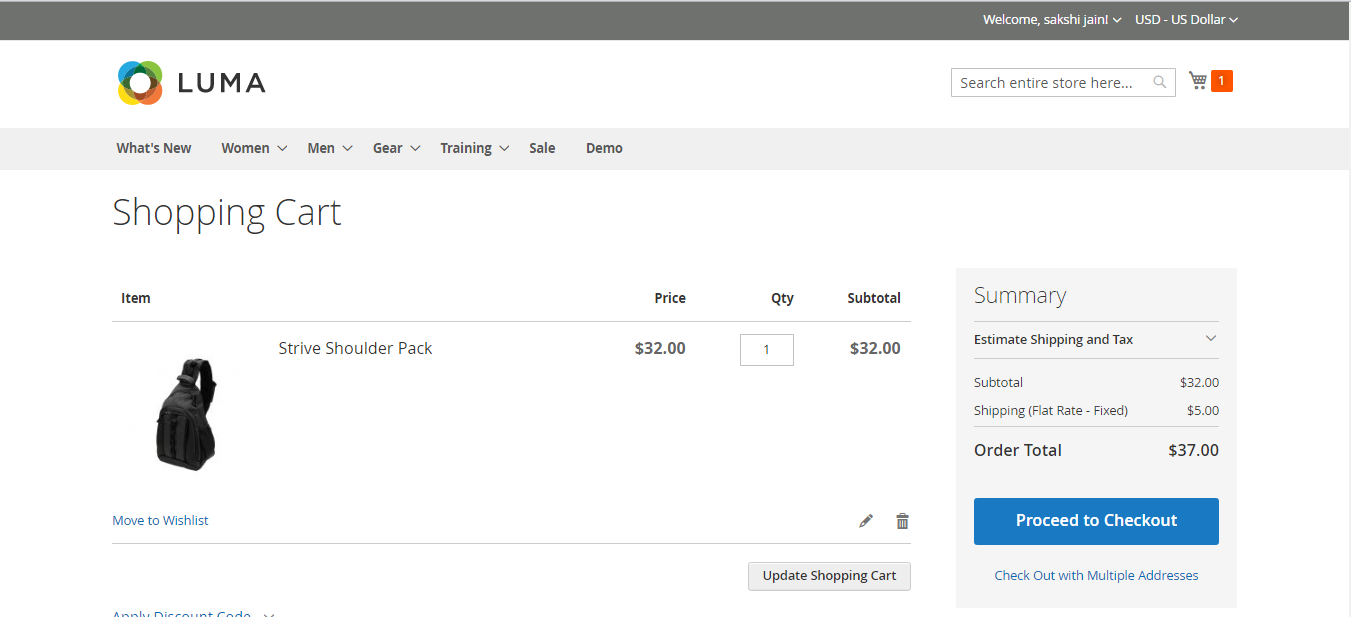 Welcome, sakshi jain! USD - US Dollar
LUMA
Search entire store here... 1
What's New Women Men Gear Training Sale Demo
Shopping Cart
Item Price Qty Subtotal
Strive Shoulder Pack $32.00 1 $32.00
Move to Wishlist
Update Shopping Cart
Apply Discount Code
Summary
Estimate Shipping and Tax
Subtotal $32.00
Shipping (Flat Rate - Fixed) $5.00
Order Total $37.00
Proceed to Checkout
Check Out with Multiple Addresses